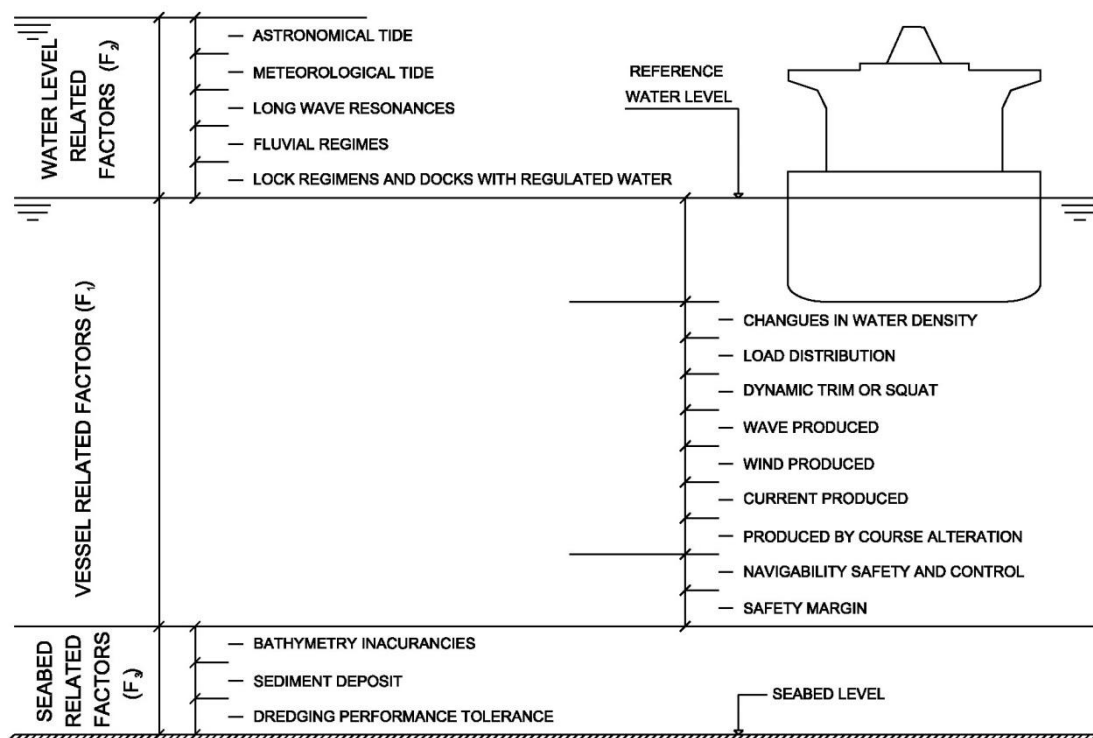 WATER LEVEL
RELATED
FACTORS (F₂)
ASTRONOMICAL TIDE
METEOROLOGICAL TIDE
LONG WAVE RESONANCES
FLUVIAL REGIMES
LOCK REGIMENS AND DOCKS WITH REGULATED WATER
REFERENCE
WATER LEVEL
VESSEL RELATED FACTORS (F₁)
CHANGUES IN WATER DENSITY
LOAD DISTRIBUTION
DYNAMIC TRIM OR SQUAT
WAVE PRODUCED
WIND PRODUCED
CURRENT PRODUCED
PRODUCED BY COURSE ALTERATION
NAVIGABILITY SAFETY AND CONTROL
SAFETY MARGIN
SEABED
RELATED
FACTORS
(F₃)
BATHYMETRY INACURANCIES
SEDIMENT DEPOSIT
DREDGING PERFORMANCE TOLERANCE
SEABED LEVEL